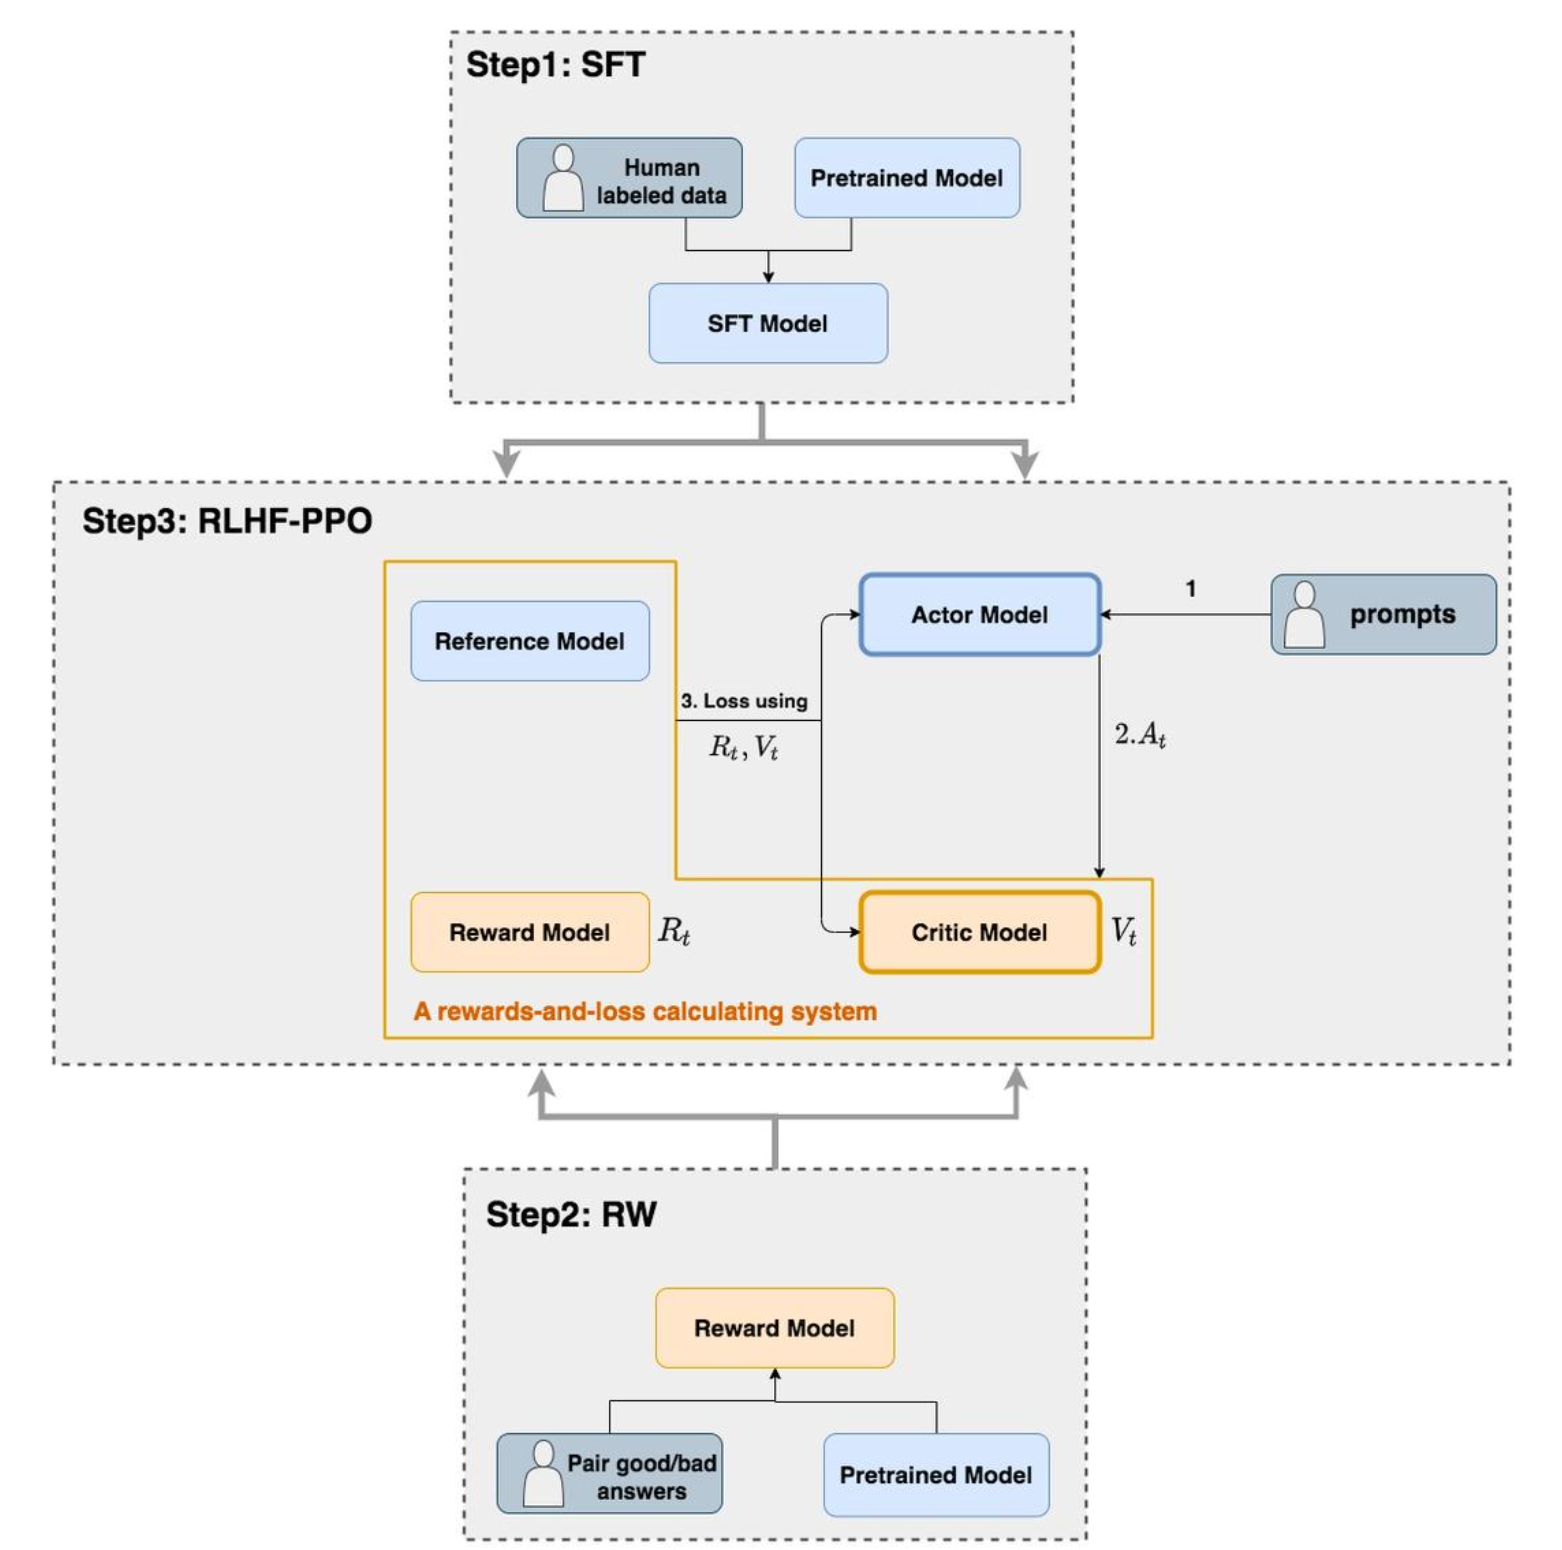 Step1: SFT
Human
labeled data
Pretrained Model
SFT Model
Step3: RLHF-PPO
Reference Model
Actor Model
1
prompts
3. Loss using
R_t, V_t
2.A_t
Reward Model
R_t
Critic Model
V_t
A rewards-and-loss calculating system
Step2: RW
Reward Model
Pair good/bad
answers
Pretrained Model